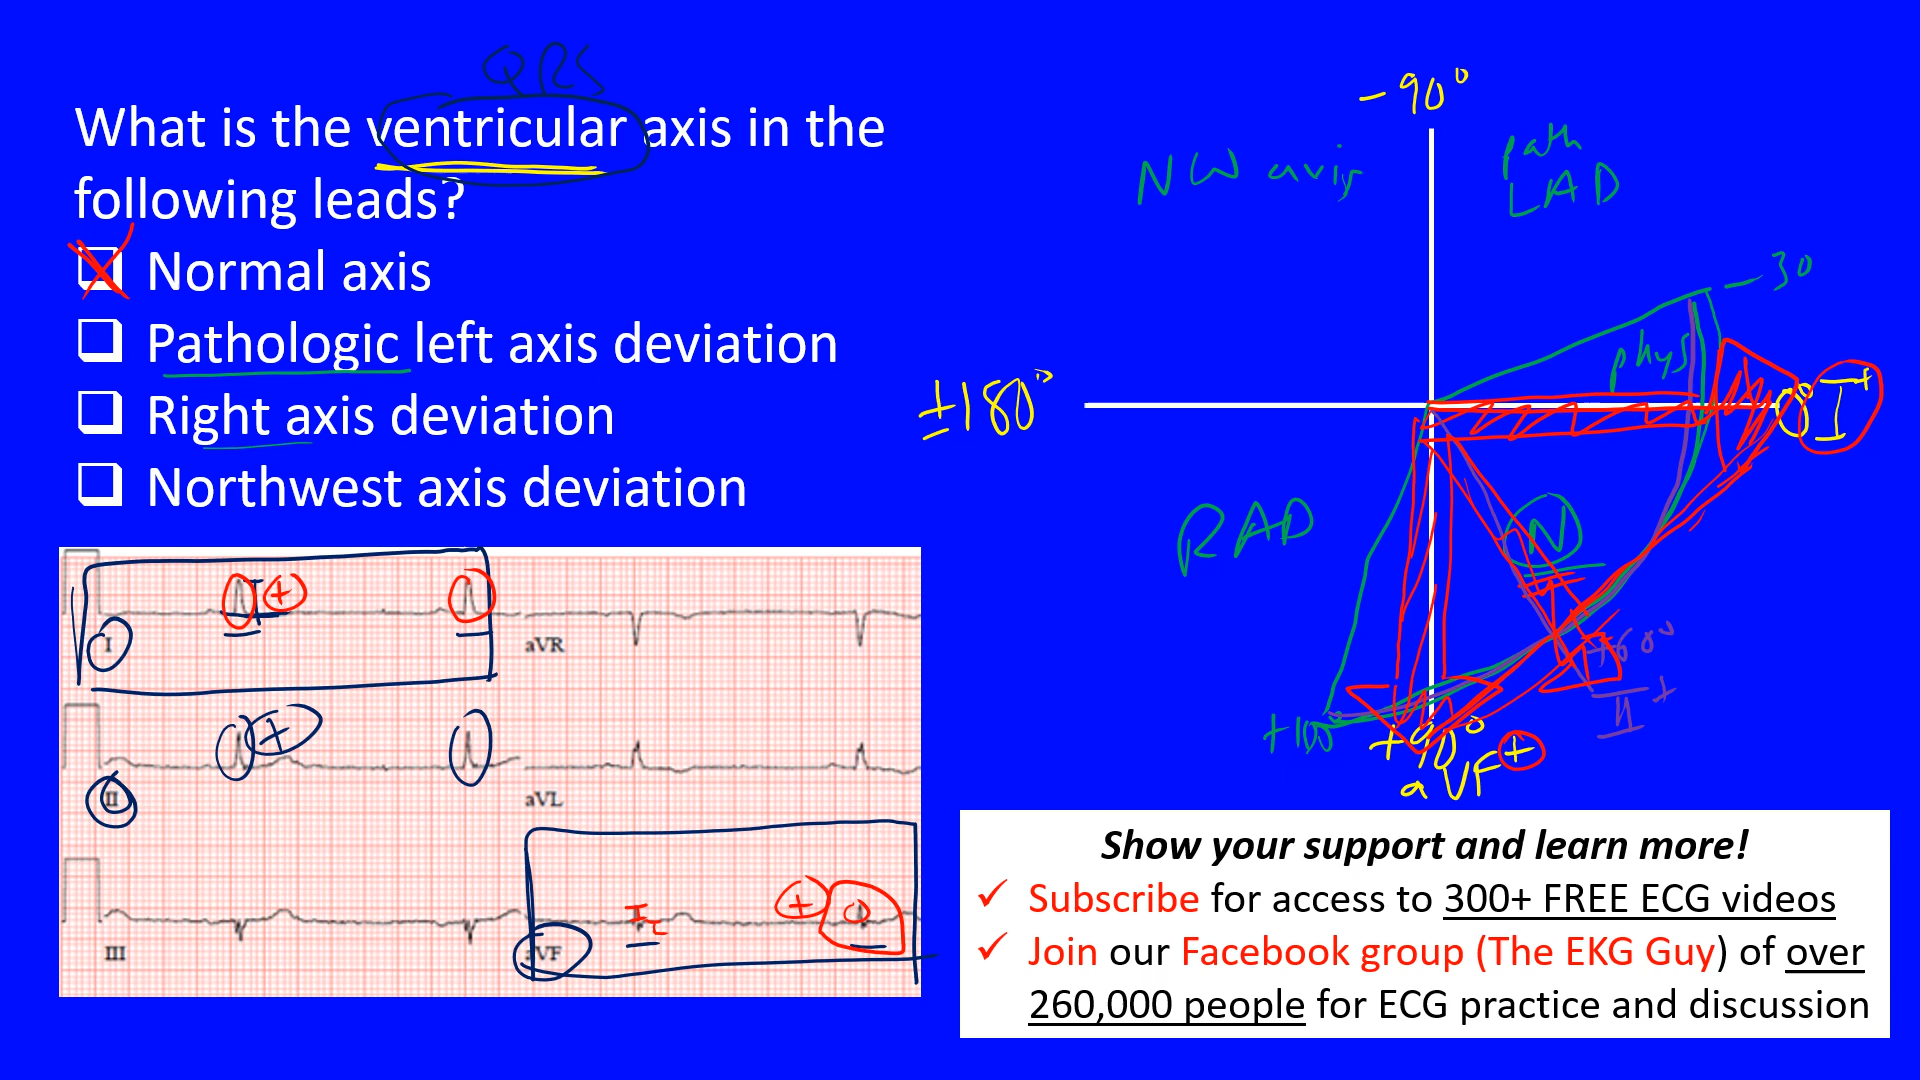 QRS
What is the ventricular axis in the
following leads?
Normal axis
Pathologic left axis deviation
Right axis deviation
Northwest axis deviation
-90°
NW axis
path
LAD
-30
phys
±180°
0 I+
RAD
N
+60°
II+
+100°
+90°
aVF+
I
+
aVR
II
+
aVL
III
aVF
+
Show your support and learn more!
Subscribe for access to 300+ FREE ECG videos
Join our Facebook group (The EKG Guy) of over
260,000 people for ECG practice and discussion